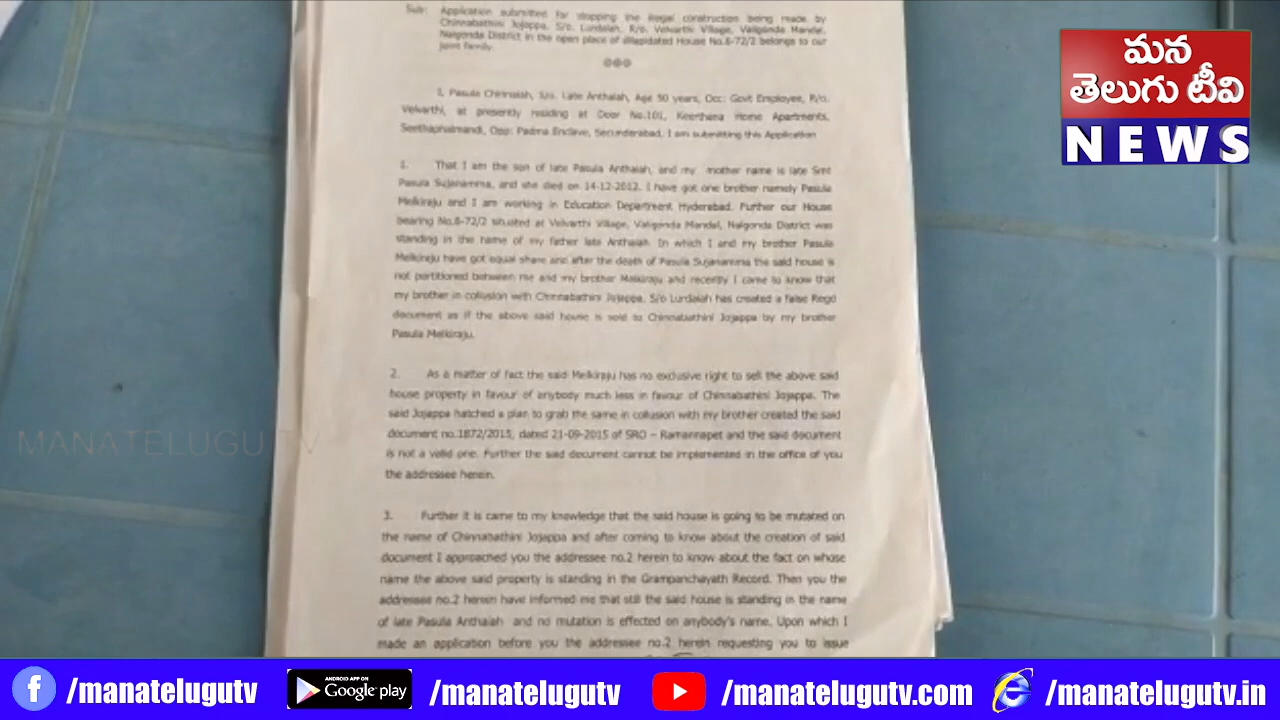 Sub: Application submitted for stopping the illegal construction being made by
Chinnabathini Jojappa, S/o. Lurdaiah, R/o. Velvarthi Village, Valigonda Mandal,
Nalgonda District in the open place of dilapidated House No.8-72/2 belongs to our
joint family.
I, Pasula Chinnaiah, S/o. Late Anthaiah, Age 50 years, Occ: Govt Employee, R/o.
Velvarthi, at presently residing at Door No.101, Keerthana Home Apartments,
Seethaphalmandi, Opp: Padma Enclave, Secunderabad. I am submitting this Application
1. That I am the son of late Pasula Anthaiah, and my mother name is late Smt
Pasula Sujanamma, and she died on 14-12-2012. I have got one brother namely Pasula
Melkiraju and I am working in Education Department Hyderabad. Further our House
bearing No.8-72/2 situated at Velvarthi Village, Valigonda Mandal, Nalgonda District was
standing in the name of my father late Anthaiah. In which I and my brother Pasula
Melkiraju have got equal share and after the death of Pasula Sujanamma the said house is
not partitioned between me and my brother Malkiraju and recently I came to know that
my brother in collusion with Chinnabathini Jojappa, S/o Lurdaiah has created a false Regd
document as if the above said house is sold to Chinnabathini Jojappa by my brother
Pasula Melkiraju.
2. As a matter of fact the said Melkiraju has no exclusive right to sell the above said
house property in favour of anybody much less in favour of Chinnabathini Jojappa. The
said Jojappa hatched a plan to grab the same in collusion with my brother created the said
document no.1872/2015, dated 21-09-2015 of SRO – Ramannapet and the said document
is not a valid one. Further the said document cannot be implemented in the office of you
the addressee herein.
3. Further it is came to my knowledge that the said house is going to be mutated on
the name of Chinnabathini Jojappa and after coming to know about the creation of said
document I approached you the addressee no.2 herein to know about the fact on whose
name the above said property is standing in the Grampanchayath Record. Then you the
addressee no.2 herein have informed me that still the said house is standing in the name
of late Pasula Anthaiah and no mutation is effected on anybody's name. Upon which I
made an application before you the addressee no.2 herein requesting you to issue
మన
తెలుగు టీవి
NEWS
MANATELUGU TV
/manatelugutv
ANDROID APP ON
Google play
/manatelugutv
/manatelugutv.com
/manatelugutv.in